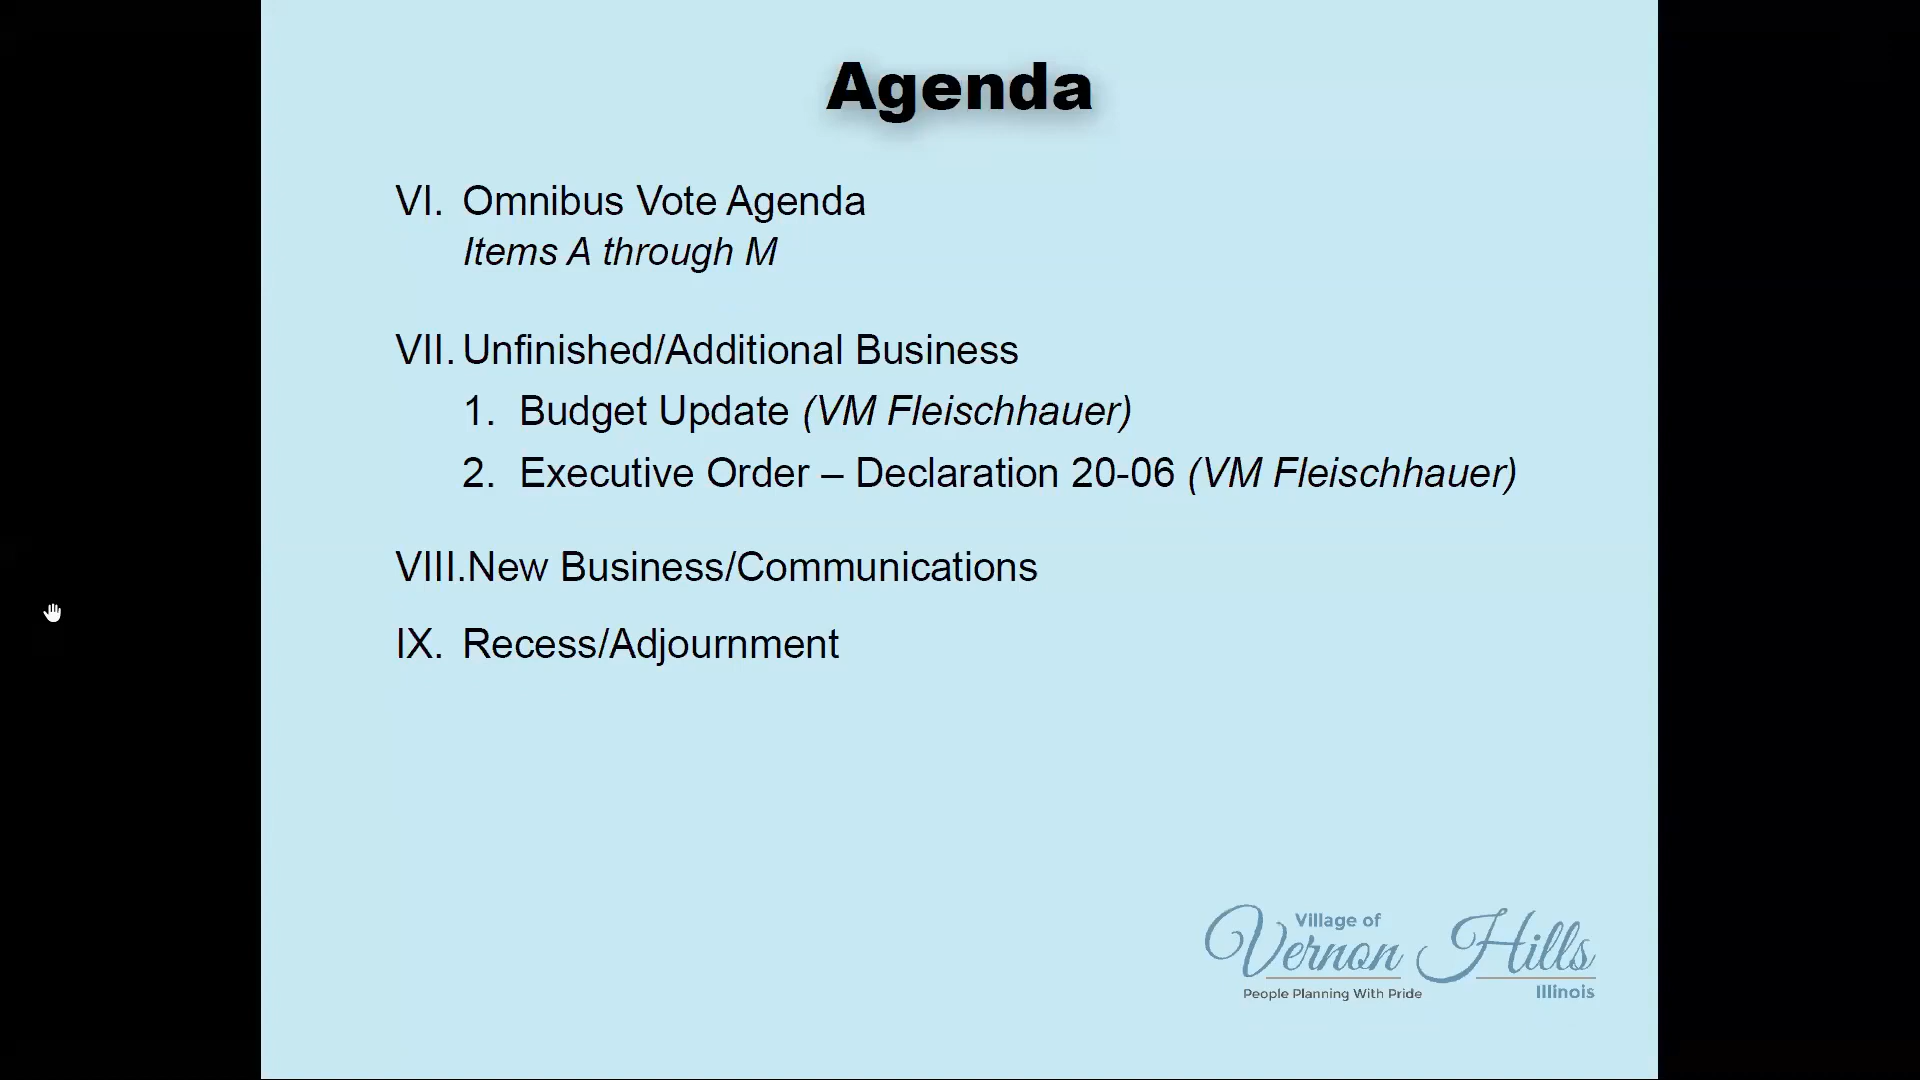 Agenda
VI. Omnibus Vote Agenda
Items A through M
VII. Unfinished/Additional Business
1. Budget Update (VM Fleischhauer)
2. Executive Order – Declaration 20-06 (VM Fleischhauer)
VIII.New Business/Communications
IX. Recess/Adjournment
Village of
Vernon Hills
People Planning With Pride
Illinois